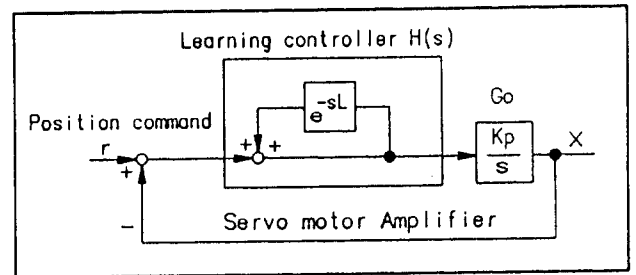 Learning controller H(s)
e^-sL
Go
Position command
r
+
+
+
Kp
s
X
-
Servo motor Amplifier